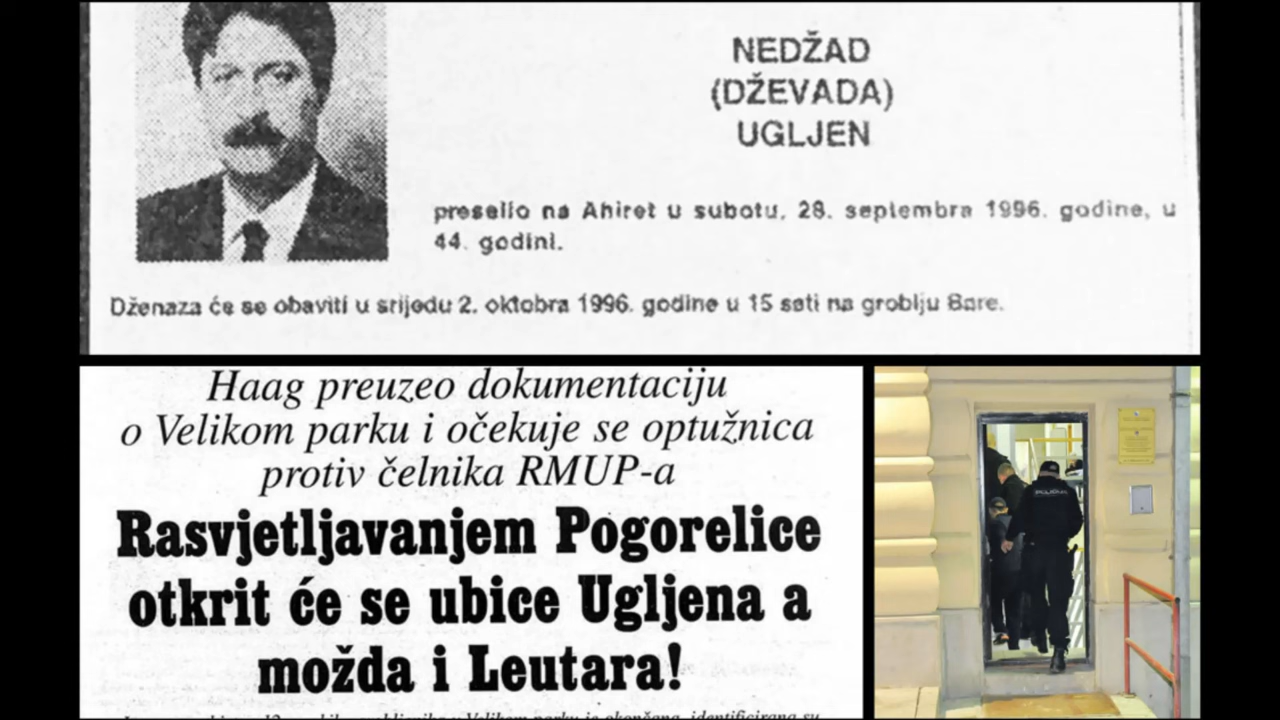 NEDŽAD
(DŽEVADA)
UGLJEN
preselio na Ahiret u subotu, 28. septembra 1996. godine, u
44. godini.
Dženaza će se obaviti u srijedu 2. oktobra 1996. godine u 15 sati na groblju Bare.
Haag preuzeo dokumentaciju
o Velikom parku i očekuje se optužnica
protiv čelnika RMUP-a
Rasvjetljavanjem Pogorelice
otkrit će se ubice Ugljena a
možda i Leutara!
POLICIJA